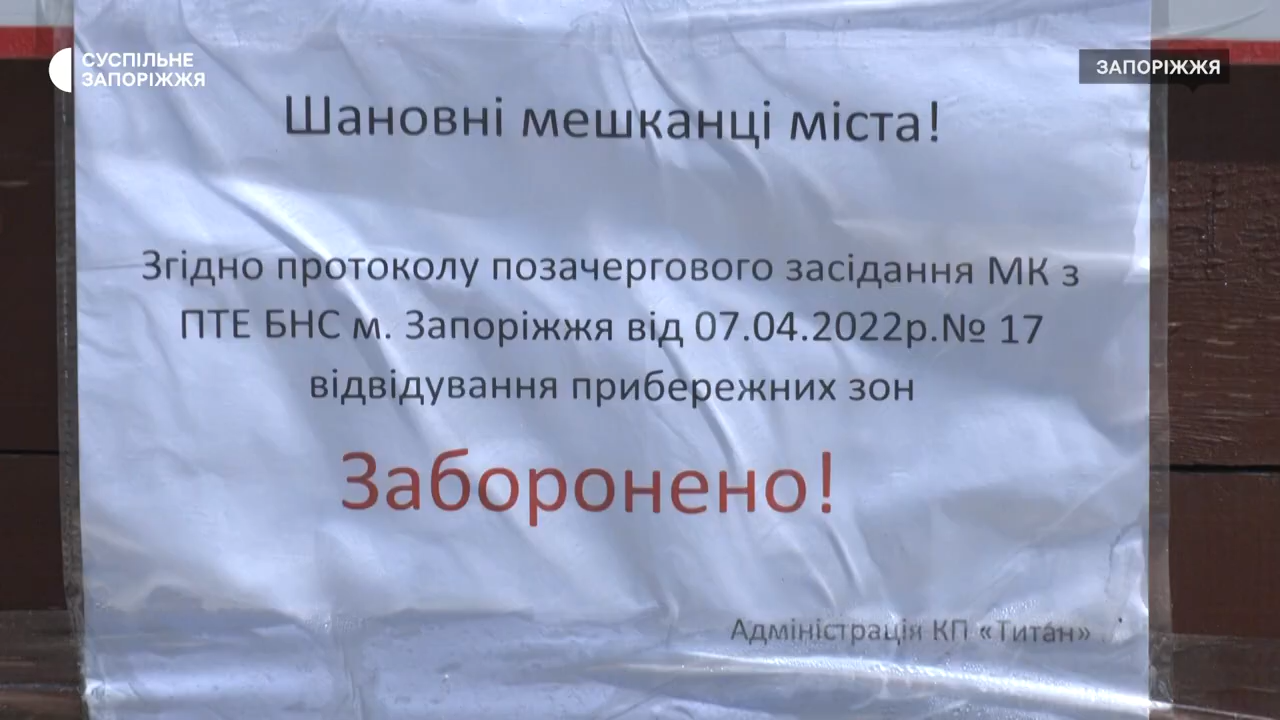 СУСПІЛЬНЕ
ЗАПОРІЖЖЯ
ЗАПОРІЖЖЯ
Шановні мешканці міста!
Згідно протоколу позачергового засідання МК з
ПТЕ БНС м. Запоріжжя від 07.04.2022р.№ 17
відвідування прибережних зон
Заборонено!
Адміністрація КП «Титан»